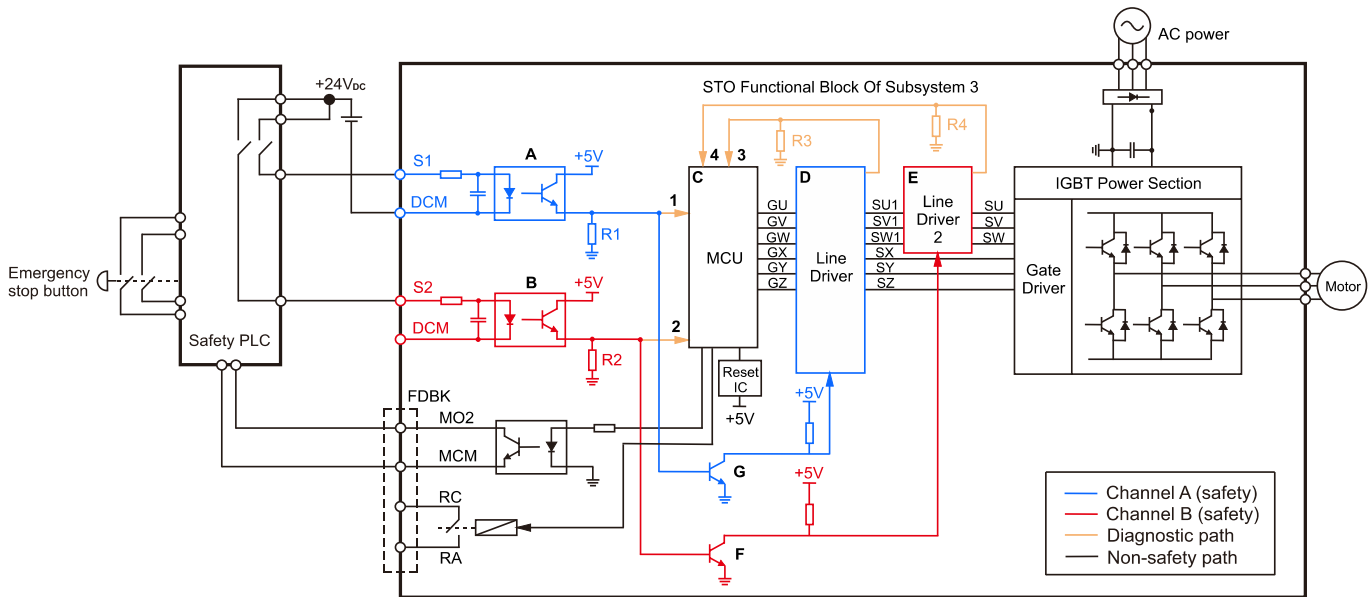 AC power
STO Functional Block Of Subsystem 3
+24VDC
S1
DCM
A
+5V
R1
1
4
3
R3
R4
C
MCU
D
Line
Driver
E
Line
Driver
2
GU
GV
GW
GX
GY
GZ
SU1
SV1
SW1
SX
SY
SZ
SU
SV
SW
IGBT Power Section
Gate
Driver
Motor
Emergency
stop button
Safety PLC
S2
DCM
B
+5V
R2
2
Reset
IC
+5V
+5V
G
+5V
F
FDBK
MO2
MCM
RC
RA
Channel A (safety)
Channel B (safety)
Diagnostic path
Non-safety path